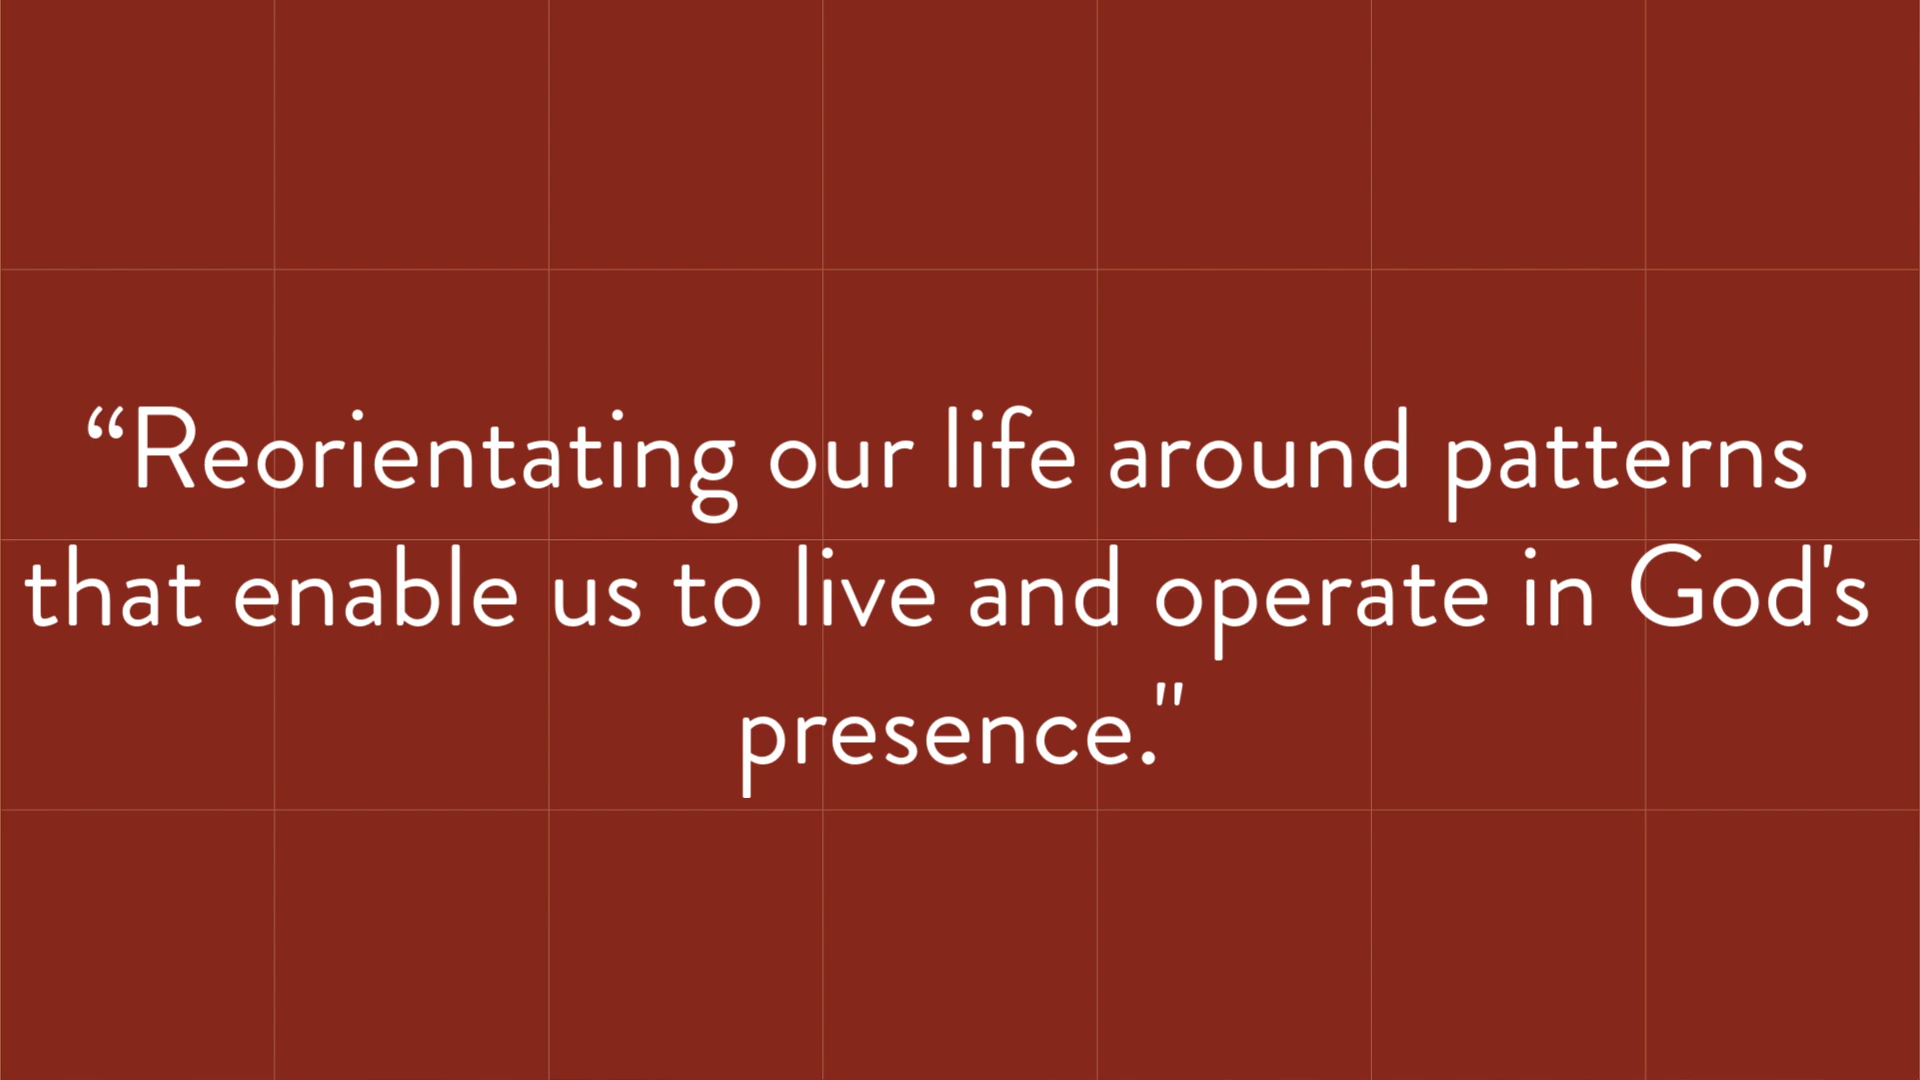 “Reorientating our life around patterns
that enable us to live and operate in God's
presence."